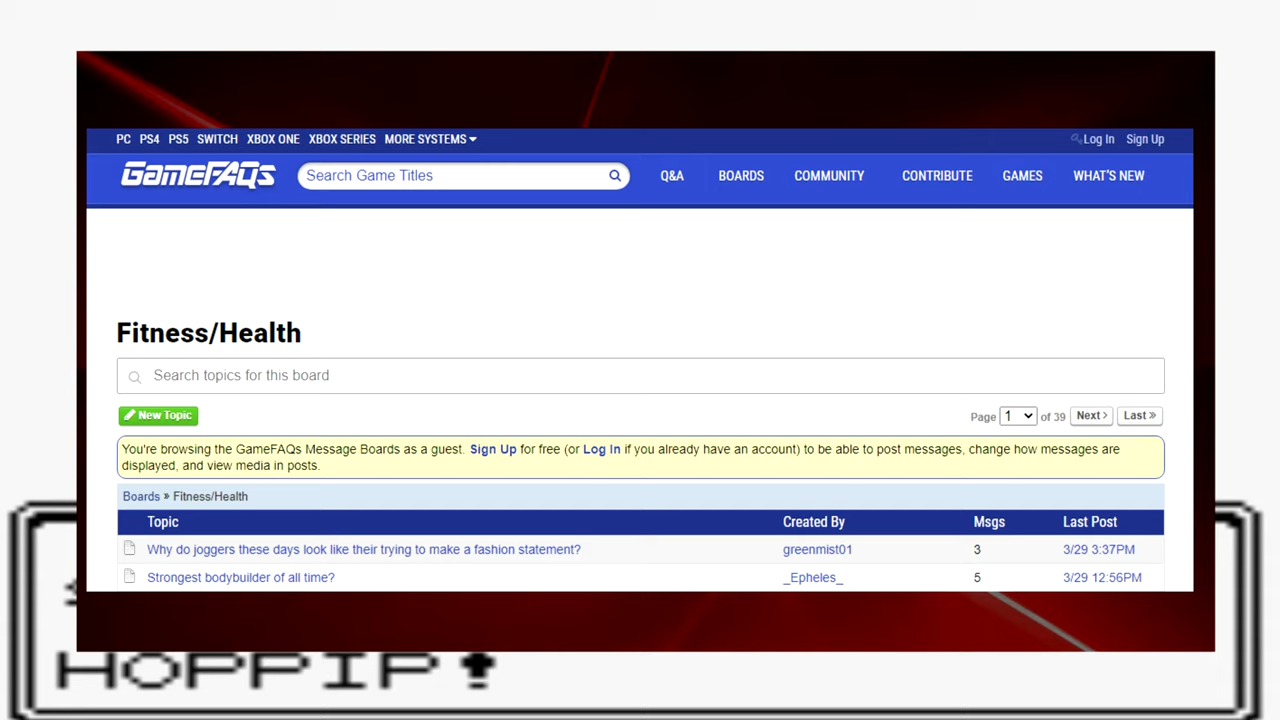 PC PS4 PS5 SWITCH XBOX ONE XBOX SERIES MORE SYSTEMS Log In Sign Up
GameFAQs Search Game Titles Q&A BOARDS COMMUNITY CONTRIBUTE GAMES WHAT'S NEW
Fitness/Health
Search topics for this board
New Topic Page 1 of 39 Next Last
You're browsing the GameFAQs Message Boards as a guest. Sign Up for free (or Log In if you already have an account) to be able to post messages, change how messages are
displayed, and view media in posts.
Boards » Fitness/Health
Topic Created By Msgs Last Post
Why do joggers these days look like their trying to make a fashion statement? greenmist01 3 3/29 3:37PM
Strongest bodybuilder of all time? _Epheles_ 5 3/29 12:56PM
HOPPIP!